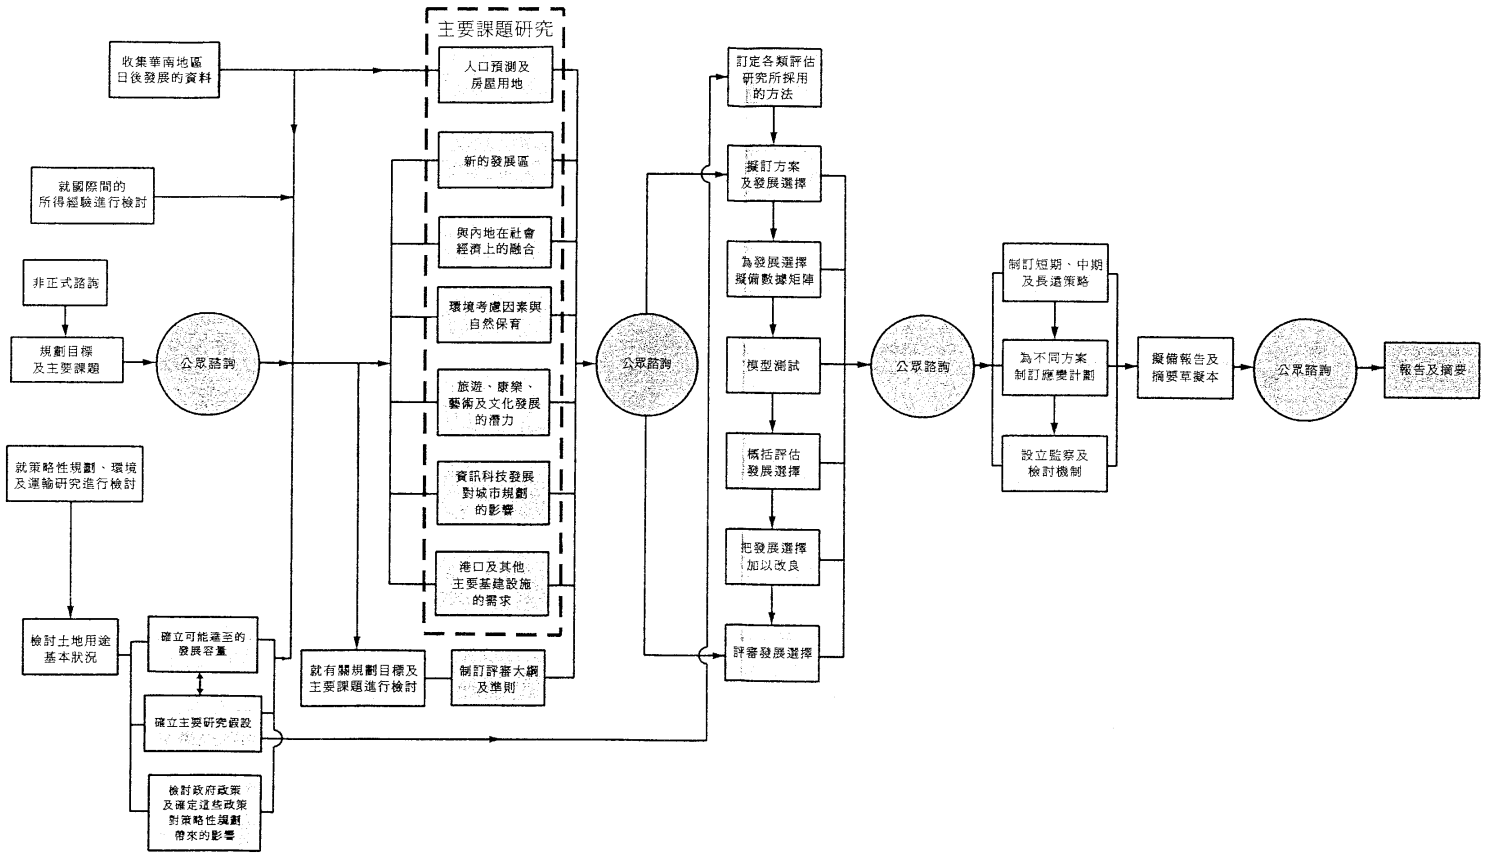 主要課題研究
收集華南地區
日後發展的資料
就國際間的
所得經驗進行檢討
非正式諮詢
規劃目標
及主要課題
公眾諮詢
就策略性規劃、環境
及運輸研究進行檢討
檢討土地用途
基本狀況
確立可能達至的
發展容量
確立主要研究假設
檢討政府政策
及確定這些政策
對策略性規劃
帶來的影響
人口預測及
房屋用地
新的發展區
與內地在社會
經濟上的融合
環境考慮因素與
自然保育
旅遊、康樂、
藝術及文化發展
的潛力
資訊科技發展
對城市規劃
的影響
港口及其他
主要基建設施
的需求
就有關規劃目標及
主要課題進行檢討
制訂評審大綱
及準則
公眾諮詢
訂定各類評估
研究所採用
的方法
擬訂方案
及發展選擇
為發展選擇
擬備數據矩陣
模型測試
概括評估
發展選擇
把發展選擇
加以改良
評審發展選擇
公眾諮詢
制訂短期、中期
及長遠策略
為不同方案
制訂應變計劃
設立監察及
檢討機制
擬備報告及
摘要草擬本
公眾諮詢
報告及摘要